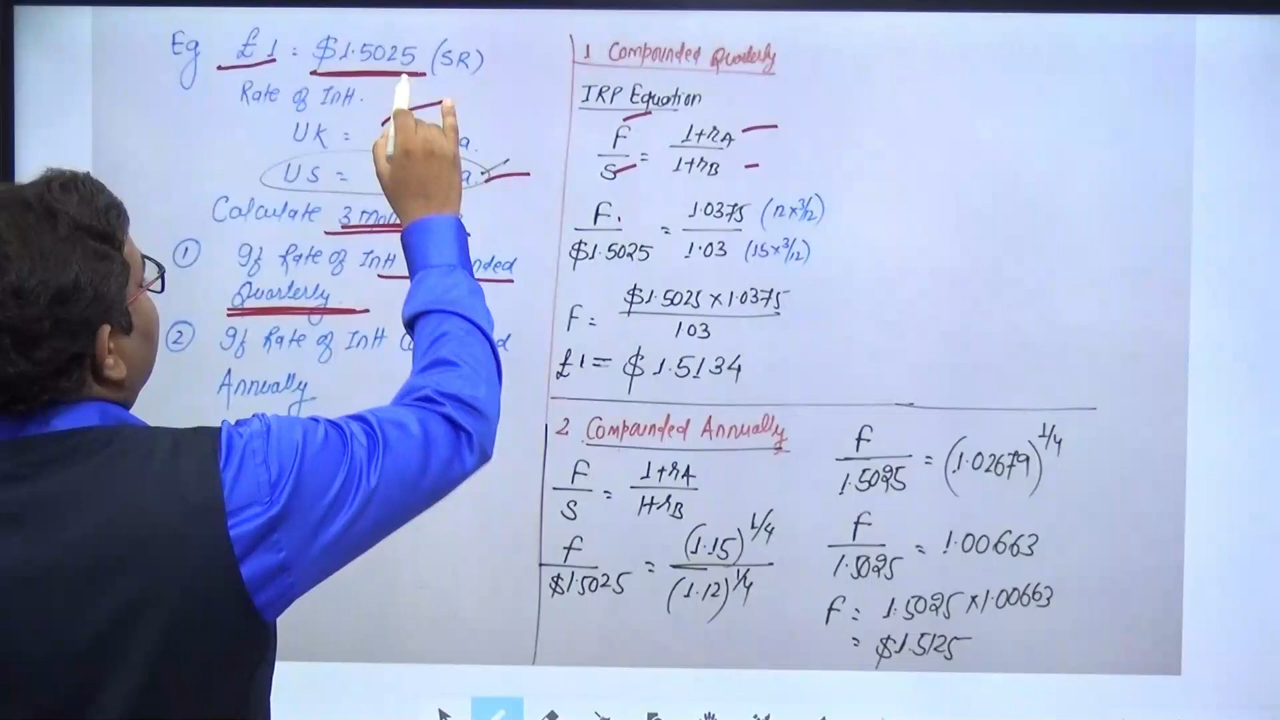 Eg £1 = $1.5025 (SR)
Rate of Int.
UK = a.
US = a.
Calculate 3
① If Rate of Int nded
Quarterly
② If Rate of Int d
Annually
1 Compounded Quarterly
IRP Equation
F/S = 1+rA/1+rB
F/$1.5025 = 1.0375/1.03 (12×3/12) (15×3/12)
F = $1.5025×1.0375/1.03
£1 = $1.5134
2 Compounded Annually
F/S = 1+rA/1+rB
F/$1.5025 = (1.15)^1/4/(1.12)^1/4
F/1.5025 = (1.02679)^1/4
F/1.5025 = 1.00663
F = 1.5025×1.00663
= $1.5125